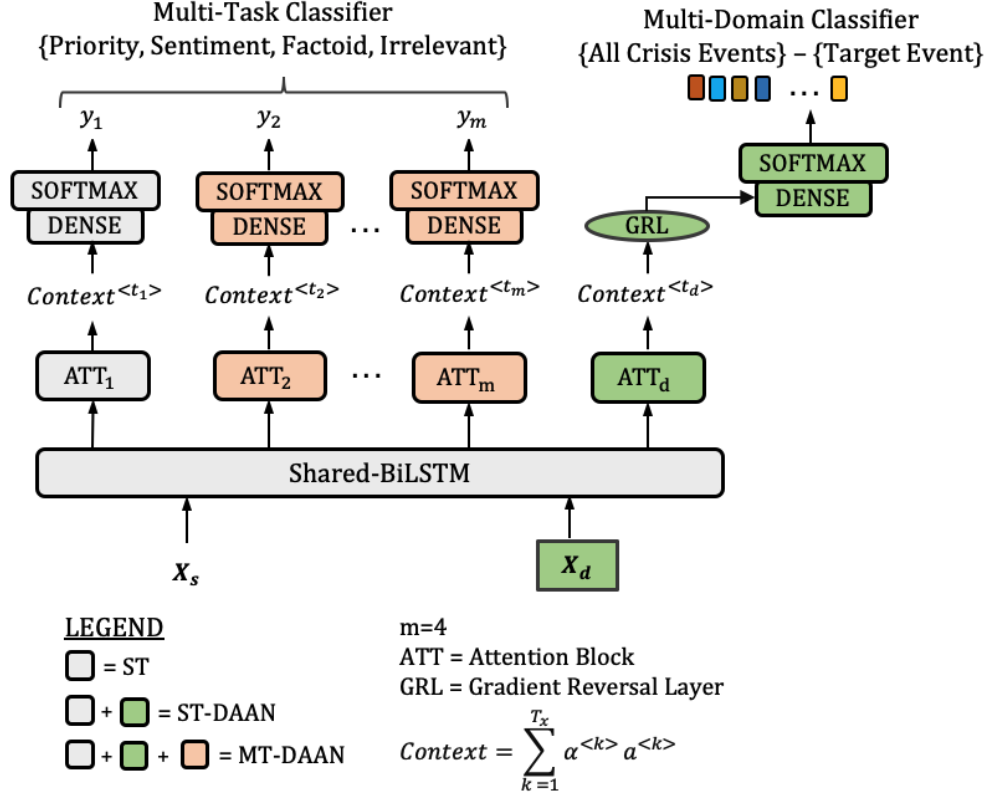 Multi-Task Classifier
{Priority, Sentiment, Factoid, Irrelevant}
Multi-Domain Classifier
{All Crisis Events} – {Target Event}
...
y₁ y₂ yₘ
SOFTMAX SOFTMAX SOFTMAX SOFTMAX
DENSE DENSE ... DENSE GRL DENSE
Context<t₁> Context<t₂> Context<tₘ> Context<t_d>
ATT₁ ATT₂ ... ATTₘ ATT_d
Shared-BiLSTM
Xₛ X_d
LEGEND
= ST
+ = ST-DAAN
+ + = MT-DAAN
m=4
ATT = Attention Block
GRL = Gradient Reversal Layer
Context = ∑_{k=1}^{Tₓ} α^{<k>} a^{<k>}